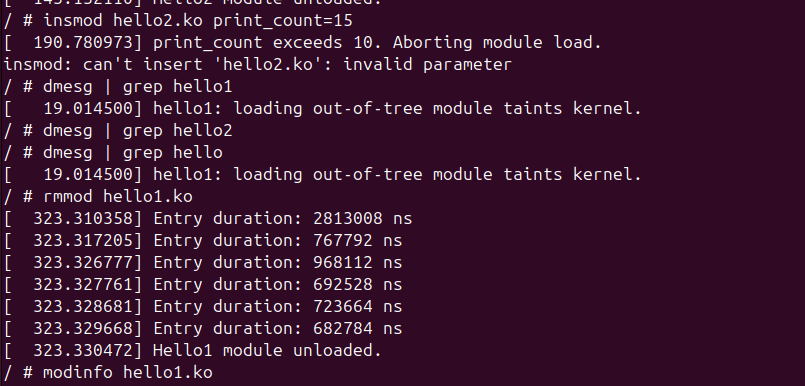 [  143.132110] Hello2 module unloaded.
/ # insmod hello2.ko print_count=15
[  190.780973] print_count exceeds 10. Aborting module load.
insmod: can't insert 'hello2.ko': invalid parameter
/ # dmesg | grep hello1
[   19.014500] hello1: loading out-of-tree module taints kernel.
/ # dmesg | grep hello2
/ # dmesg | grep hello
[   19.014500] hello1: loading out-of-tree module taints kernel.
/ # rmmod hello1.ko
[  323.310358] Entry duration: 2813008 ns
[  323.317205] Entry duration: 767792 ns
[  323.326777] Entry duration: 968112 ns
[  323.327761] Entry duration: 692528 ns
[  323.328681] Entry duration: 723664 ns
[  323.329668] Entry duration: 682784 ns
[  323.330472] Hello1 module unloaded.
/ # modinfo hello1.ko